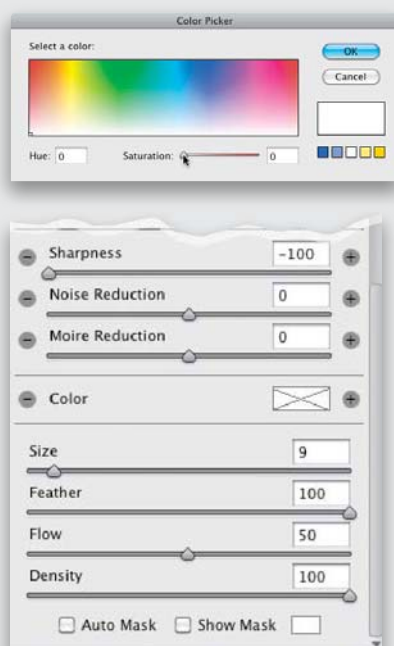 Color Picker
Select a color:
OK
Cancel
Hue: 0 Saturation: 0
Sharpness -100
Noise Reduction 0
Moire Reduction 0
Color
Size 9
Feather 100
Flow 50
Density 100
Auto Mask Show Mask